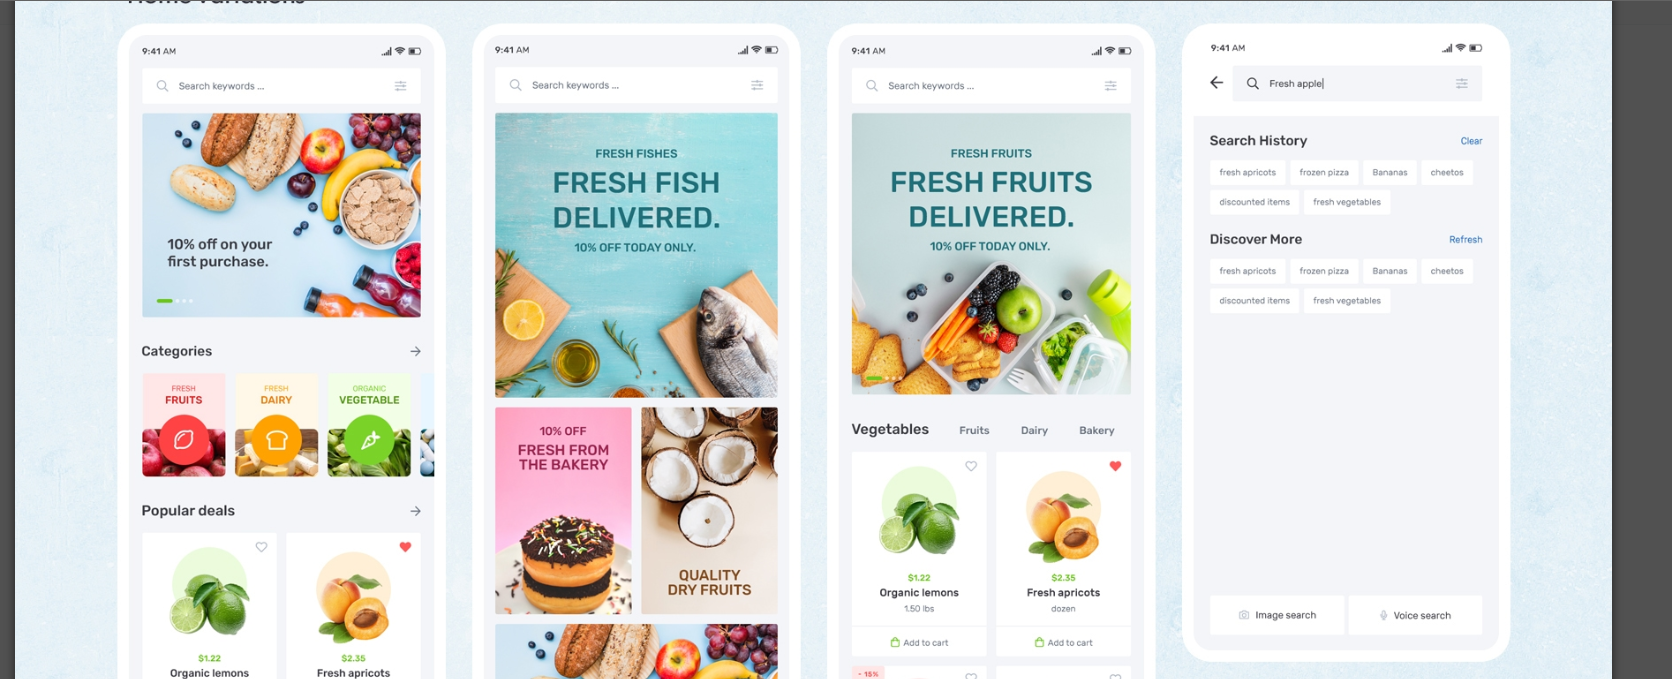 Home Variations
9:41 AM
Search keywords ...
10% off on your
first purchase.
Categories
FRESH
FRUITS
FRESH
DAIRY
ORGANIC
VEGETABLE
Popular deals
$1.22
Organic lemons
$2.35
Fresh apricots
9:41 AM
Search keywords ...
FRESH FISHES
FRESH FISH
DELIVERED.
10% OFF TODAY ONLY.
10% OFF
FRESH FROM
THE BAKERY
QUALITY
DRY FRUITS
9:41 AM
Search keywords ...
FRESH FRUITS
FRESH FRUITS
DELIVERED.
10% OFF TODAY ONLY.
Vegetables Fruits Dairy Bakery
$1.22
Organic lemons
1.50 lbs
Add to cart
$2.35
Fresh apricots
dozen
Add to cart
- 15%
9:41 AM
Fresh apple
Search History Clear
fresh apricots frozen pizza Bananas cheetos
discounted items fresh vegetables
Discover More Refresh
fresh apricots frozen pizza Bananas cheetos
discounted items fresh vegetables
Image search Voice search